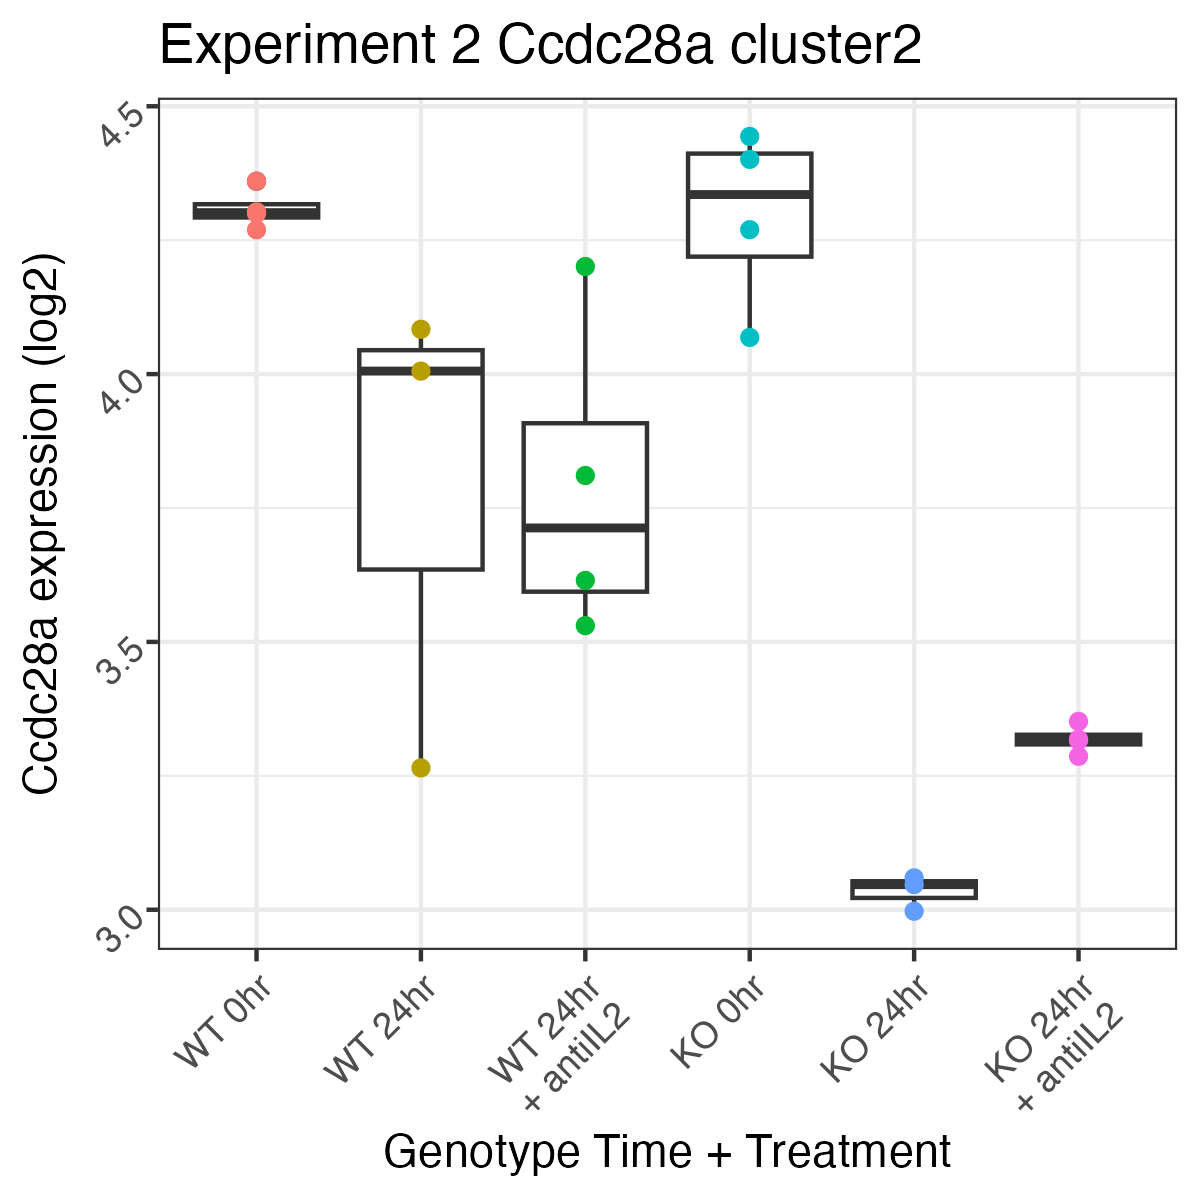 Experiment 2 Ccdc28a cluster2
Ccdc28a expression (log2)
4.5
4.0
3.5
3.0
WT 0hr
WT 24hr
WT 24hr
+ antiIL2
KO 0hr
KO 24hr
KO 24hr
+ antiIL2
Genotype Time + Treatment